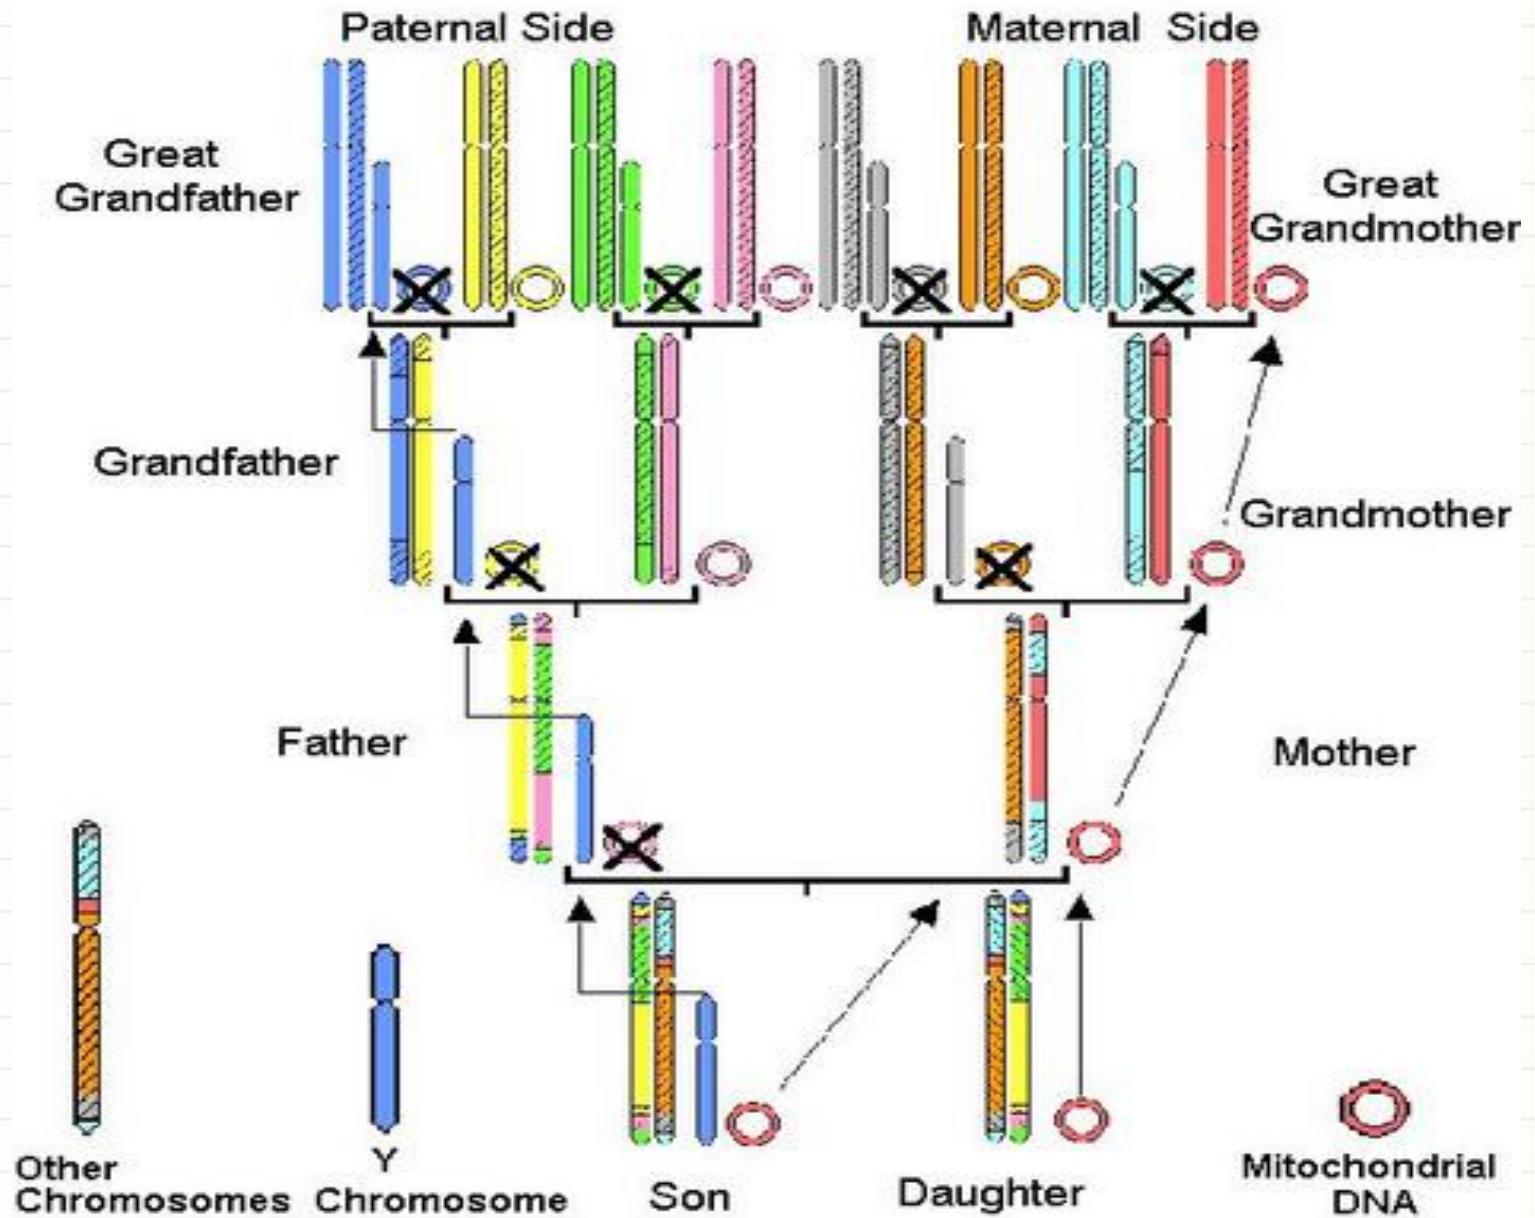 Paternal Side
Maternal Side
Great
Grandfather
Great
Grandmother
Grandfather
Grandmother
Father
Mother
Other
Chromosomes
Y
Chromosome
Son
Daughter
Mitochondrial
DNA